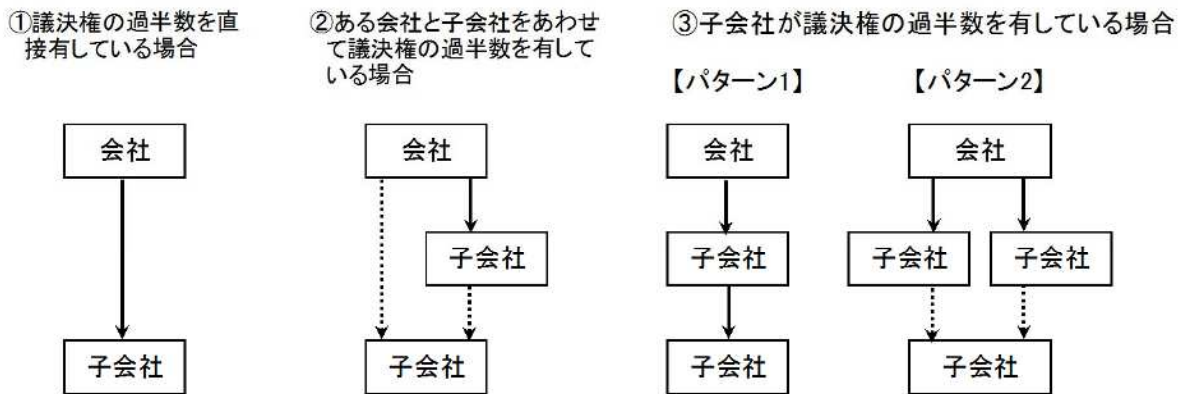 ①議決権の過半数を直
接有している場合
②ある会社と子会社をあわせ
て議決権の過半数を有して
いる場合
③子会社が議決権の過半数を有している場合
【パターン1】
【パターン2】
会社
子会社
会社
子会社
子会社
会社
子会社
子会社
会社
子会社
子会社
子会社